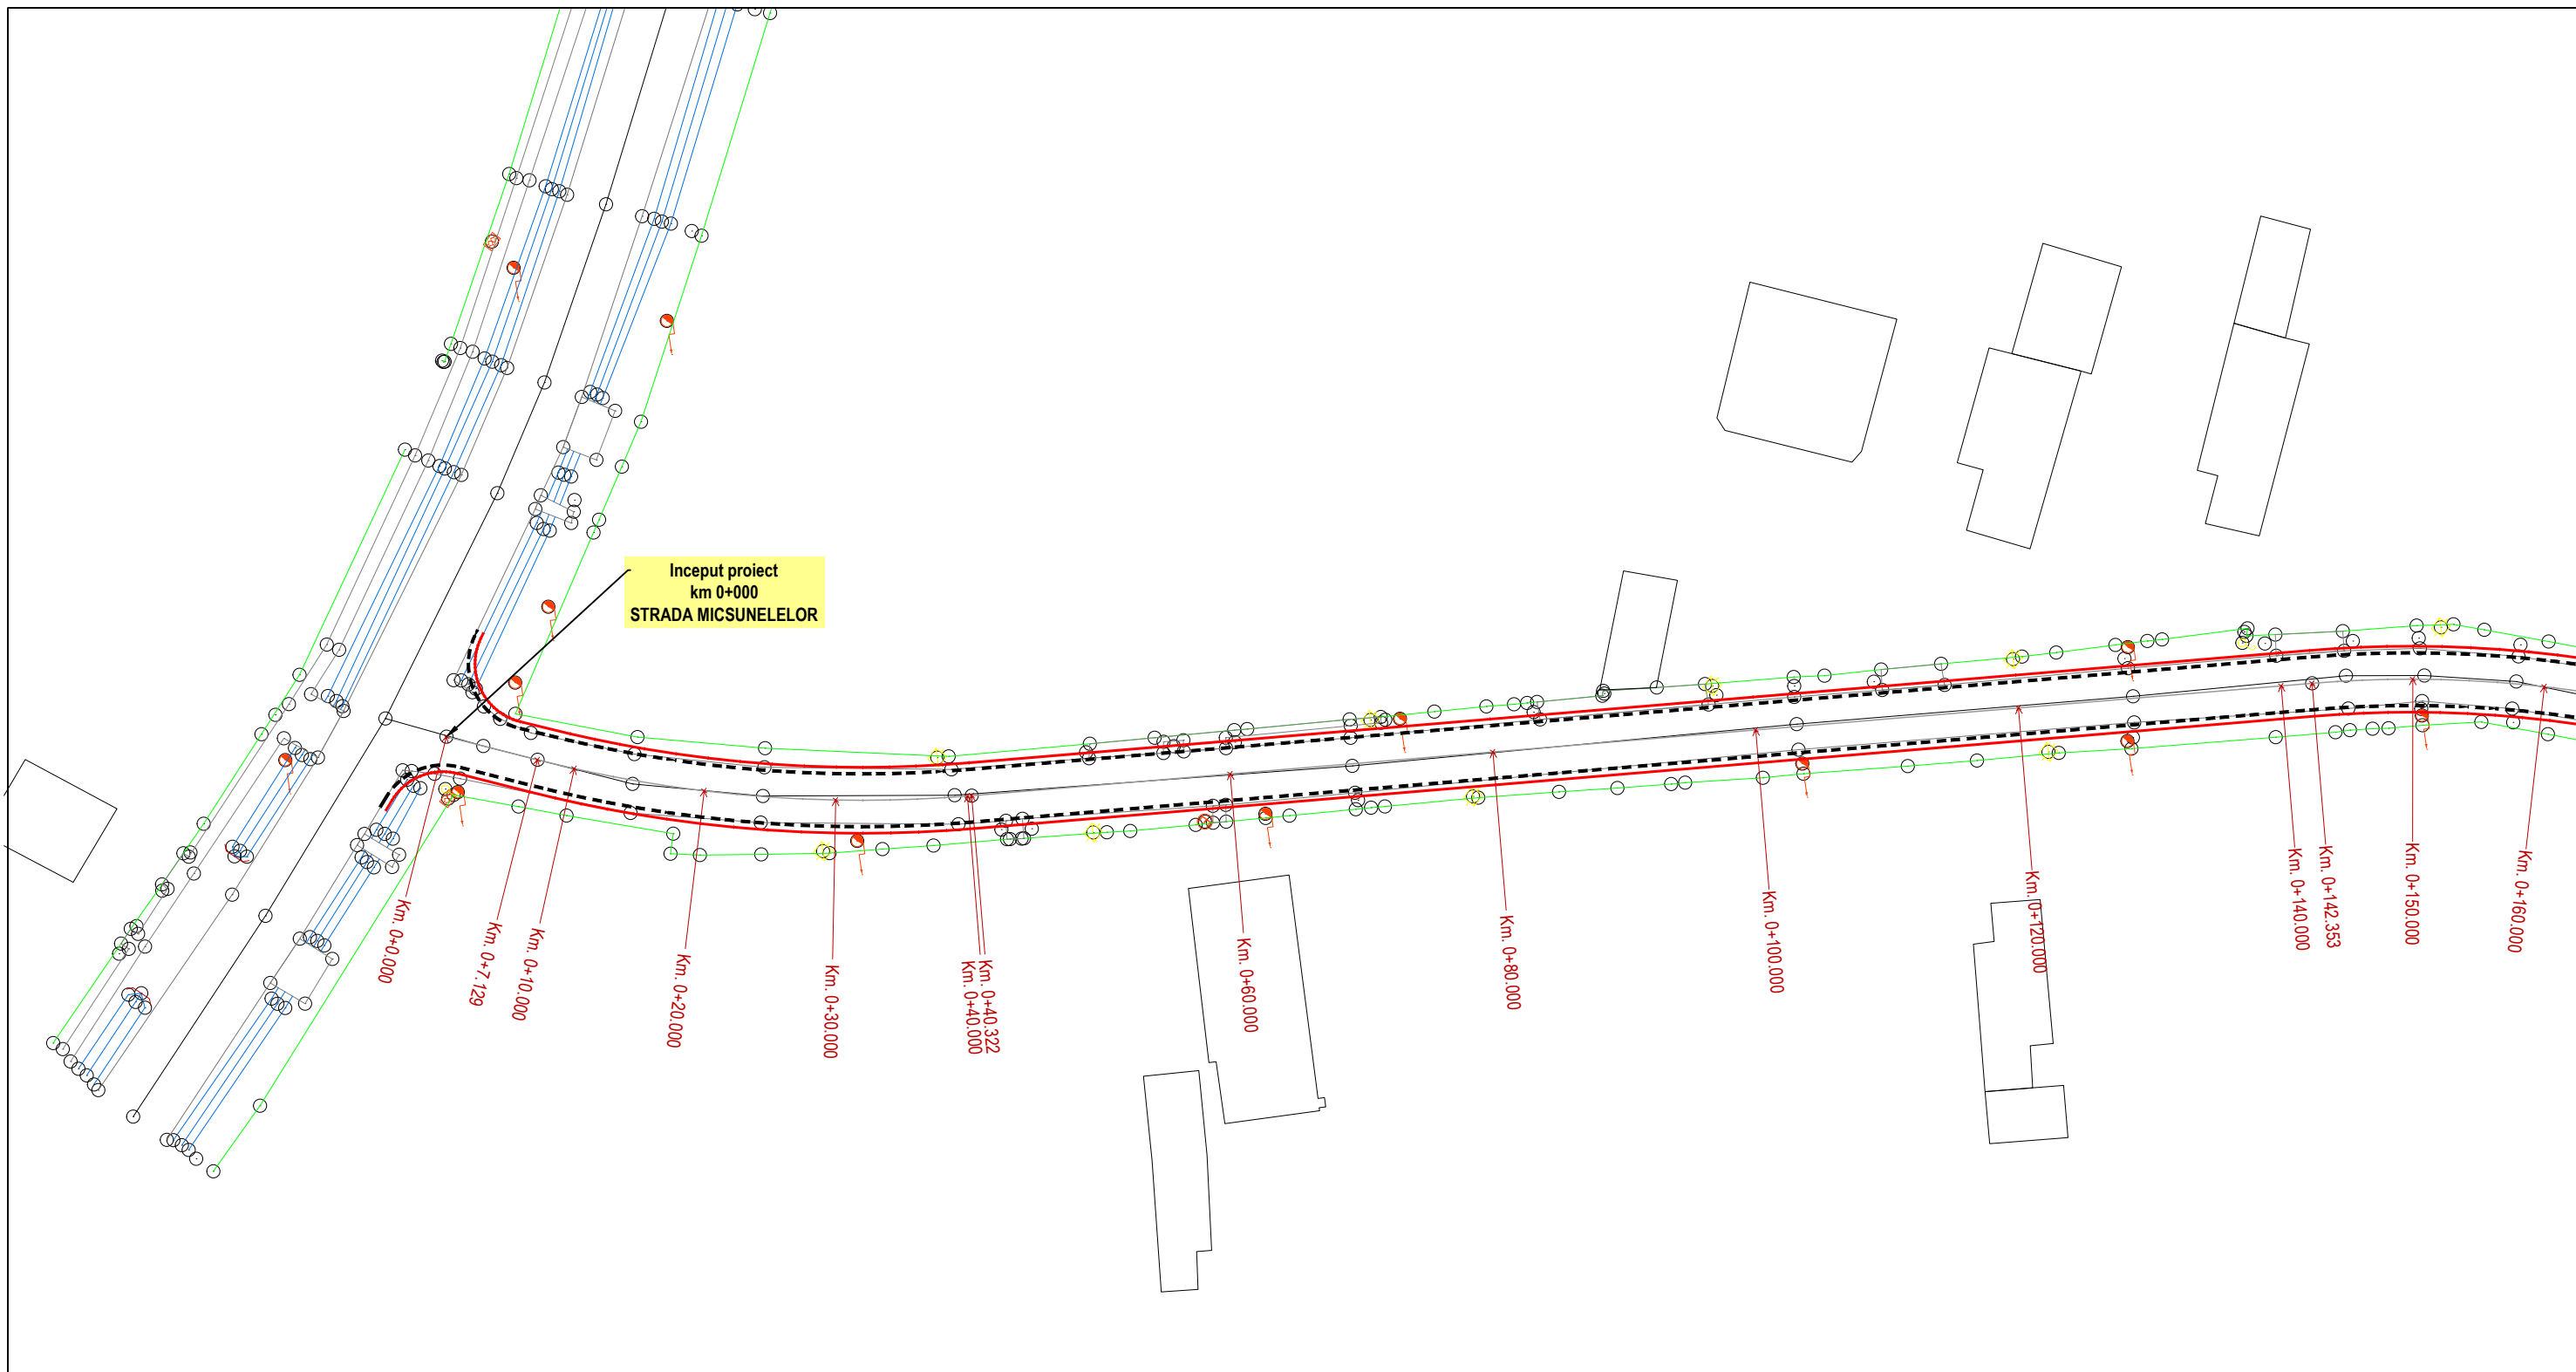 Inceput proiect
km 0+000
STRADA MICSUNELELOR
Km. 0+0.000
Km. 0+7.129
Km. 0+10.000
Km. 0+20.000
Km. 0+30.000
Km. 0+40.000
Km. 0+40.322
Km. 0+60.000
Km. 0+80.000
Km. 0+100.000
Km. 0+120.000
Km. 0+140.000
Km. 0+142.353
Km. 0+150.000
Km. 0+160.000